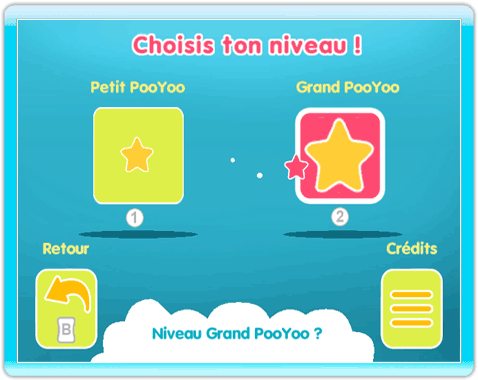 Choisis ton niveau !
Petit PooYoo
Grand PooYoo
1
2
Retour
Crédits
B
Niveau Grand PooYoo ?